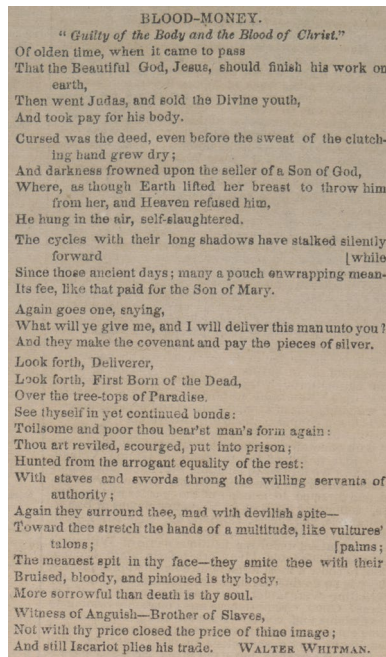 BLOOD-MONEY.
"Guilty of the Body and the Blood of Christ."
Of olden time, when it came to pass
That the Beautiful God, Jesus, should finish his work on
earth,
Then went Judas, and sold the Divine youth,
And took pay for his body.
Cursed was the deed, even before the sweat of the clutch-
ing hand grew dry;
And darkness frowned upon the seller of a Son of God,
Where, as though Earth lifted her breast to throw him
from her, and Heaven refused him,
He hung in the air, self-slaughtered.
The cycles with their long shadows have stalked silently
forward [while
Since those ancient days; many a pouch enwrapping mean-
Its fee, like that paid for the Son of Mary.
Again goes one, saying,
What will ye give me, and I will deliver this man unto you?
And they make the covenant and pay the pieces of silver.
Look forth, Deliverer,
Look forth, First Born of the Dead,
Over the tree-tops of Paradise.
See thyself in yet continued bonds:
Toilsome and poor thou bear'st man's form again:
Thou art reviled, scourged, put into prison;
Hunted from the arrogant equality of the rest:
With staves and swords throng the willing servants of
authority;
Again they surround thee, mad with devilish spite—
Toward thee stretch the hands of a multitude, like vultures'
talons; [palms;
The meanest spit in thy face—they smite thee with their
Bruised, bloody, and pinioned is thy body,
More sorrowful than death is thy soul.
Witness of Anguish—Brother of Slaves,
Not with thy price closed the price of thine image;
And still Iscariot plies his trade. WALTER WHITMAN.